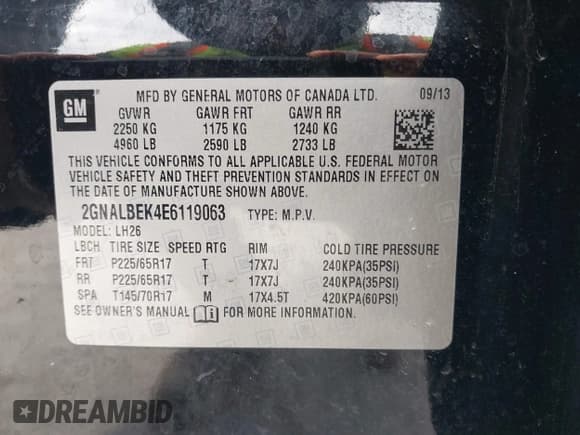 GM
MFD BY GENERAL MOTORS OF CANADA LTD. 09/13
GVWR GAWR FRT GAWR RR
2250 KG 1175 KG 1240 KG
4960 LB 2590 LB 2733 LB
THIS VEHICLE CONFORMS TO ALL APPLICABLE U.S. FEDERAL MOTOR
VEHICLE SAFETY AND THEFT PREVENTION STANDARDS IN EFFECT ON
THE DATE OF MANUFACTURE SHOWN ABOVE.
2GNALBEK4E6119063 TYPE: M.P.V.
MODEL: LH26
LBCH TIRE SIZE SPEED RTG RIM COLD TIRE PRESSURE
FRT P225/65R17 T 17X7J 240KPA(35PSI)
RR P225/65R17 T 17X7J 240KPA(35PSI)
SPA T145/70R17 M 17X4.5T 420KPA(60PSI)
SEE OWNER'S MANUAL FOR MORE INFORMATION.
DREAMBID